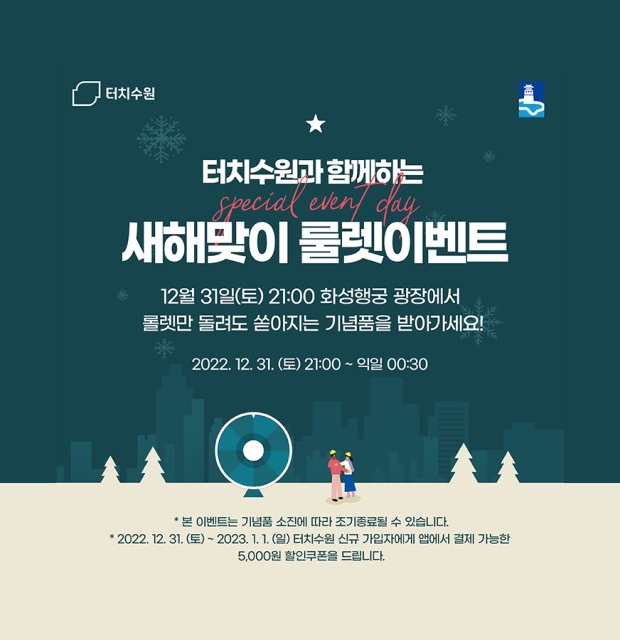 터치수원
터치수원과 함께하는
special event day
새해맞이 룰렛이벤트
12월 31일(토) 21:00 화성행궁 광장에서
룰렛만 돌려도 쏟아지는 기념품을 받아가세요!
2022. 12. 31. (토) 21:00 ~ 익일 00:30
* 본 이벤트는 기념품 소진에 따라 조기종료될 수 있습니다.
* 2022. 12. 31. (토) ~ 2023. 1. 1. (일) 터치수원 신규 가입자에게 앱에서 결제 가능한
5,000원 할인쿠폰을 드립니다.